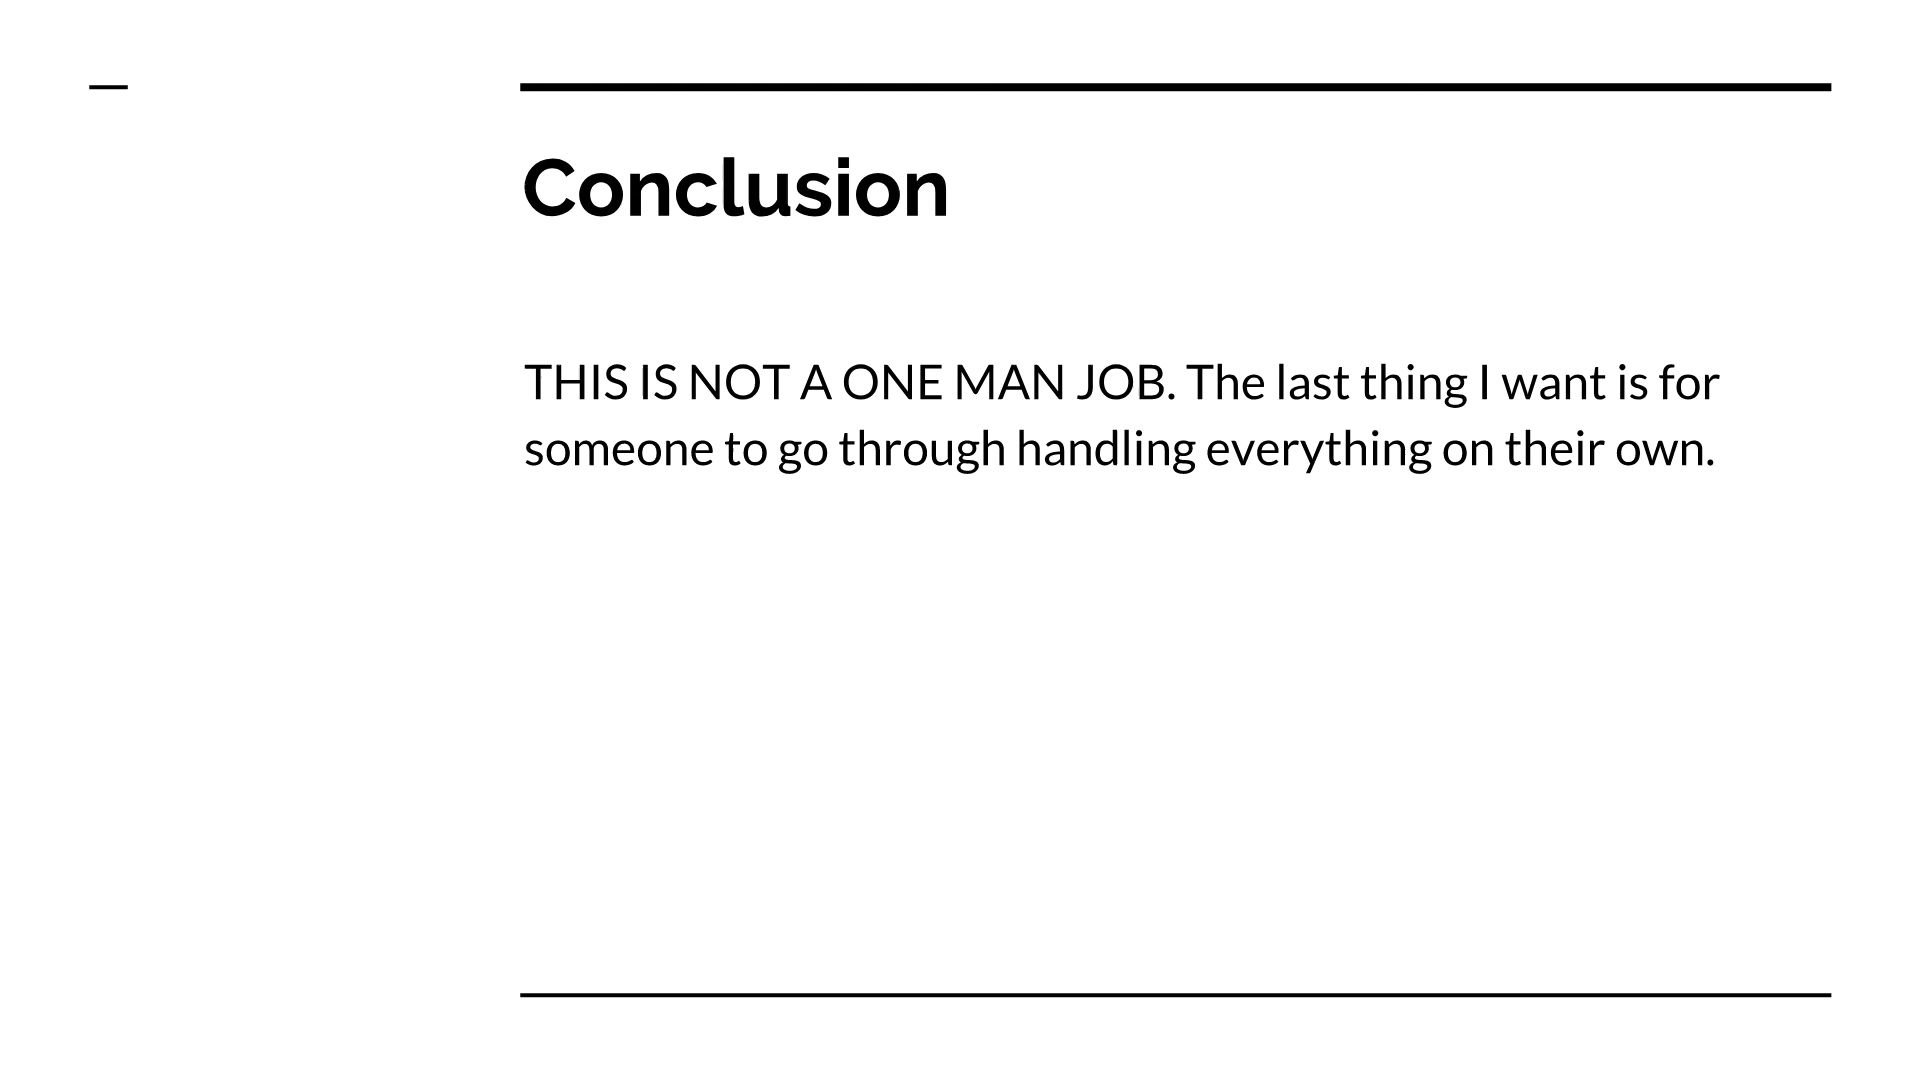 Conclusion
THIS IS NOT A ONE MAN JOB. The last thing I want is for
someone to go through handling everything on their own.